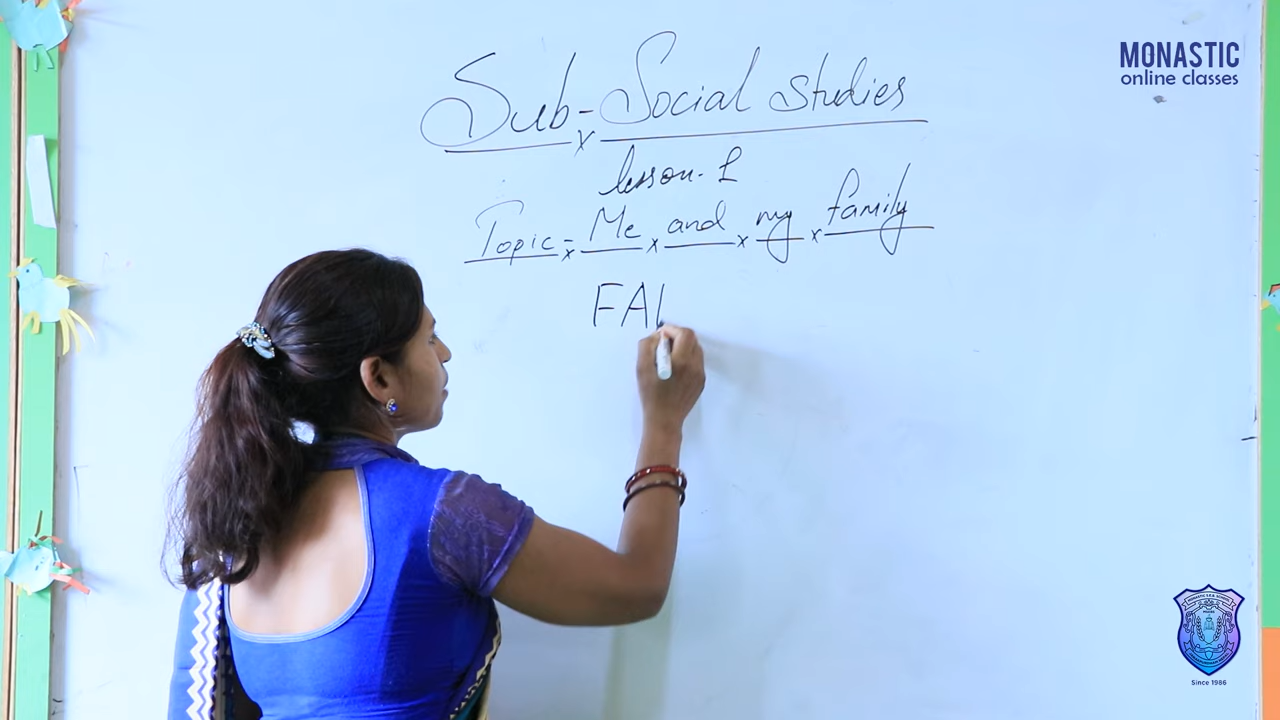 MONASTIC
online classes
Sub - Social studies
lesson - 1
Topic - Me and my family
FAI
Since 1986